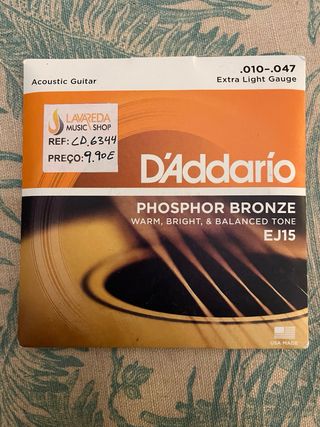 Acoustic Guitar
.010–.047
Extra Light Gauge
LAVAREDA
MUSIC SHOP
REF: CD,6344
PREÇO: 9.90€
D'Addario
PHOSPHOR BRONZE
WARM, BRIGHT, & BALANCED TONE
EJ15
USA MADE